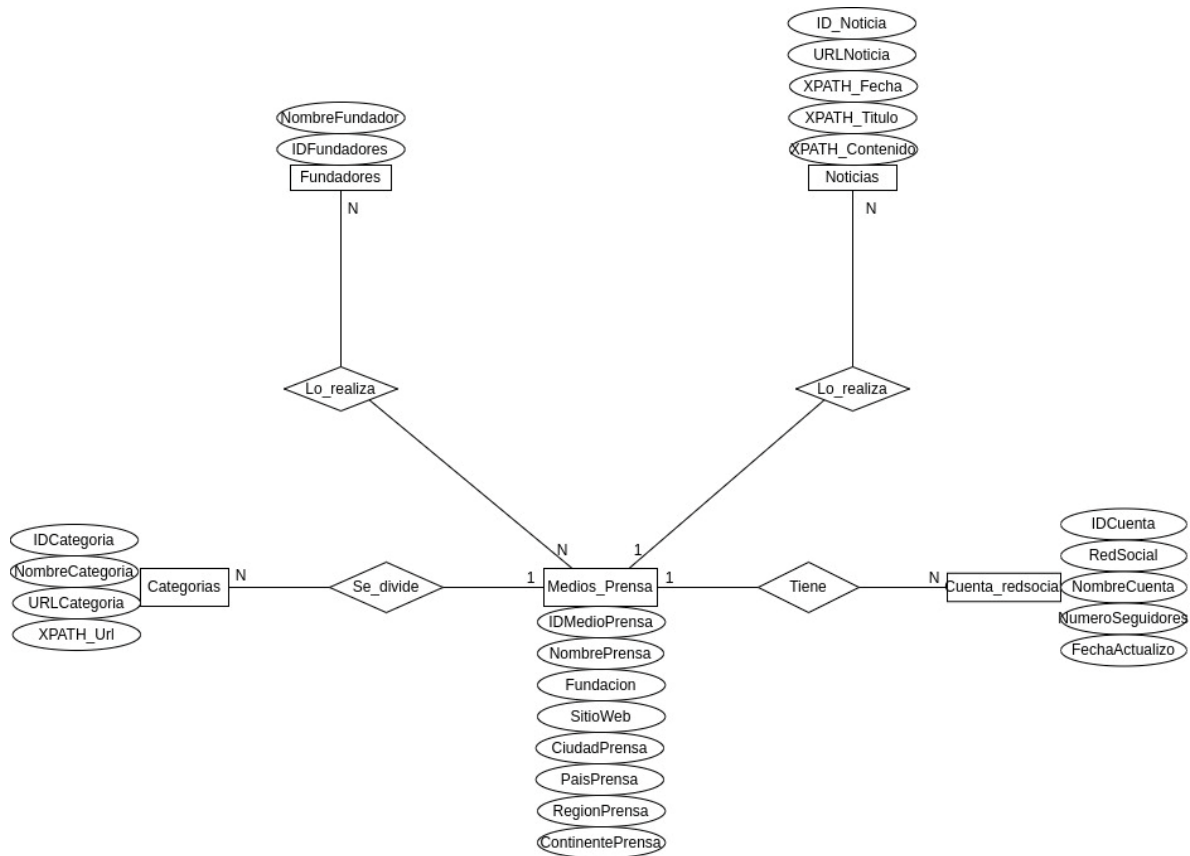 ID_Noticia
URLNoticia
XPATH_Fecha
XPATH_Titulo
XPATH_Contenido
Noticias
N
NombreFundador
IDFundadores
Fundadores
N
Lo_realiza
Lo_realiza
N
1
IDCategoria
NombreCategoria
URLCategoria
XPATH_Url
Categorias
N
Se_divide
1
Medios_Prensa
1
Tiene
N
Cuenta_redsocial
IDCuenta
RedSocial
NombreCuenta
NumeroSeguidores
FechaActualizo
IDMedioPrensa
NombrePrensa
Fundacion
SitioWeb
CiudadPrensa
PaisPrensa
RegionPrensa
ContinentePrensa